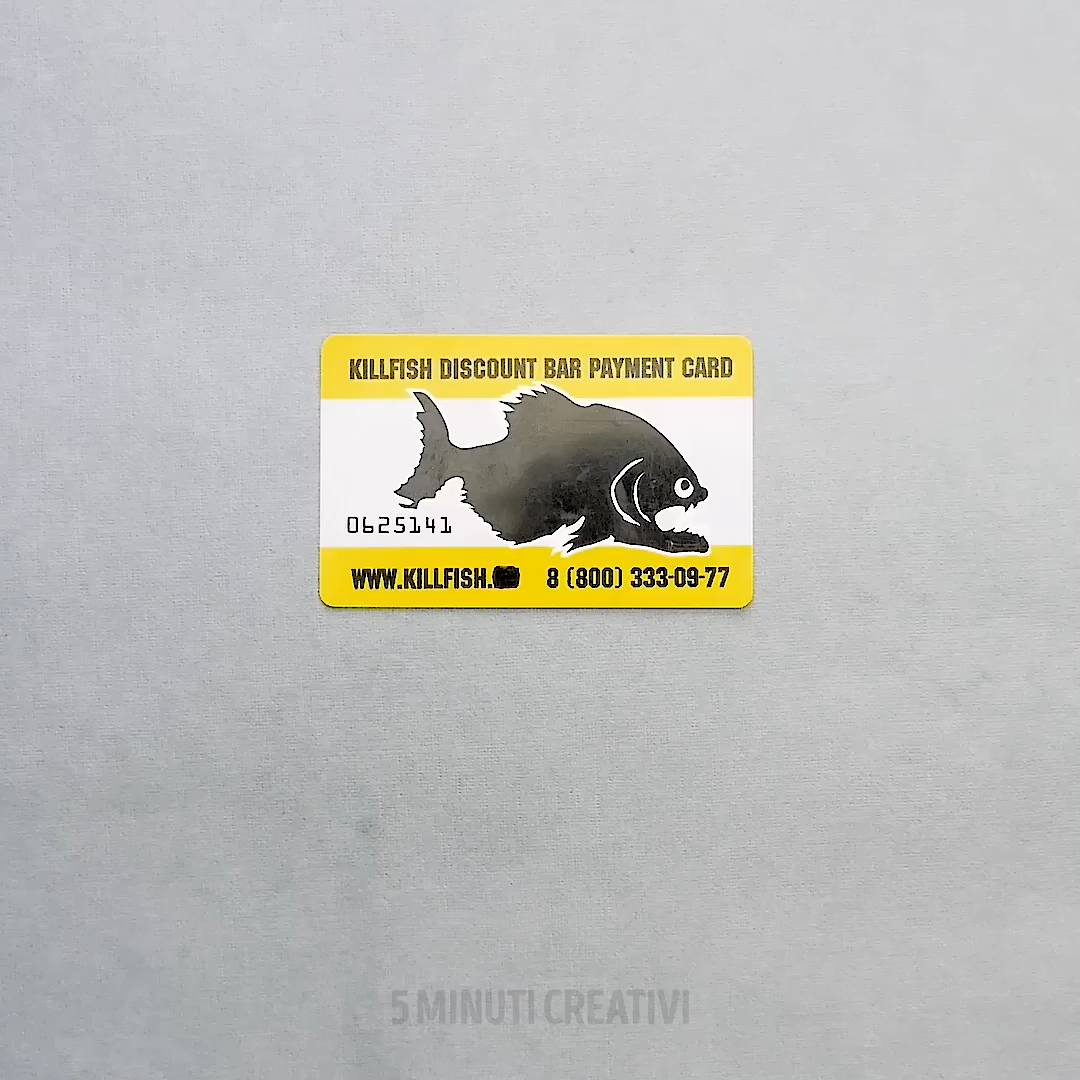 KILLFISH DISCOUNT BAR PAYMENT CARD
0625141
WWW.KILLFISH. 8 (800) 333-09-77
5 MINUTI CREATIVI